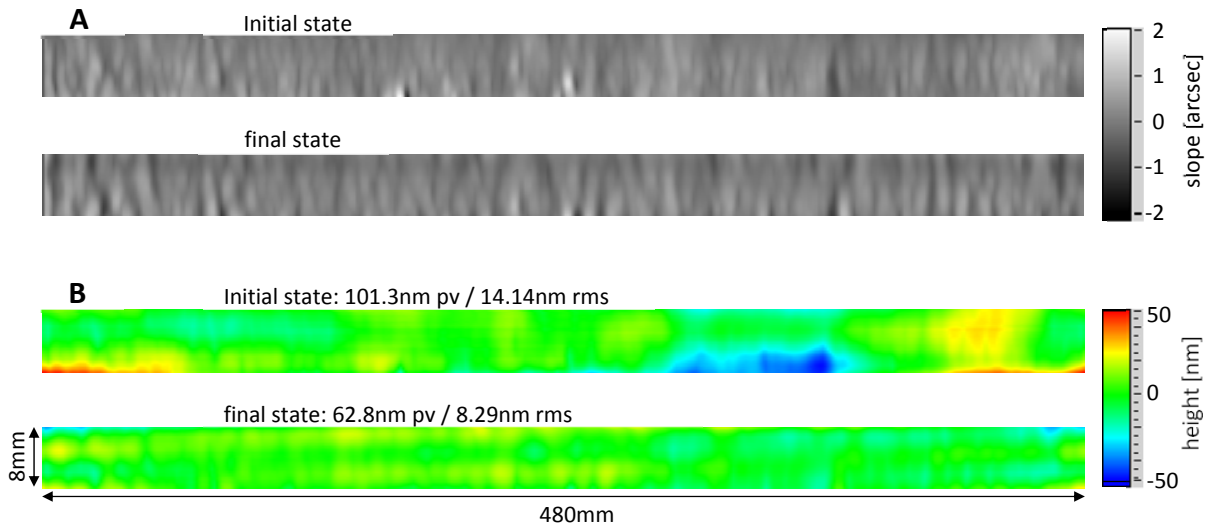 A
Initial state
2
1
0
-1
-2
slope [arcsec]
final state
B
Initial state: 101.3nm pv / 14.14nm rms
50
0
-50
height [nm]
final state: 62.8nm pv / 8.29nm rms
8mm
480mm